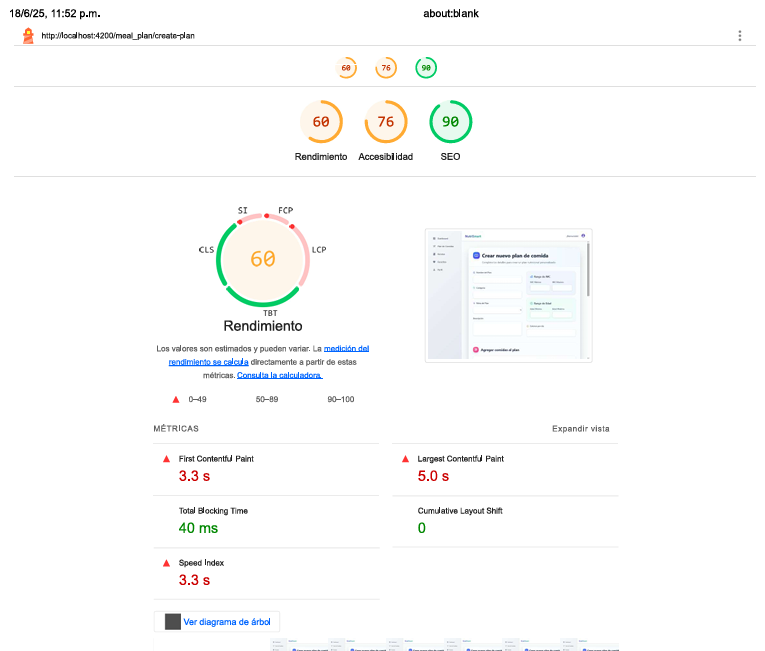 18/6/25, 11:52 p.m.
about:blank
http://localhost:4200/meal_plan/create-plan
60
76
90
60
76
90
Rendimiento
Accesibilidad
SEO
SI
FCP
CLS
LCP
60
TBT
Rendimiento
Los valores son estimados y pueden variar. La medición del
rendimiento se calcula directamente a partir de estas
métricas. Consulta la calculadora.
0–49
50–89
90–100
Crear nuevo plan de comida
Agregar comidas al plan
MÉTRICAS
Expandir vista
First Contentful Paint
3.3 s
Largest Contentful Paint
5.0 s
Total Blocking Time
40 ms
Cumulative Layout Shift
0
Speed Index
3.3 s
Ver diagrama de árbol